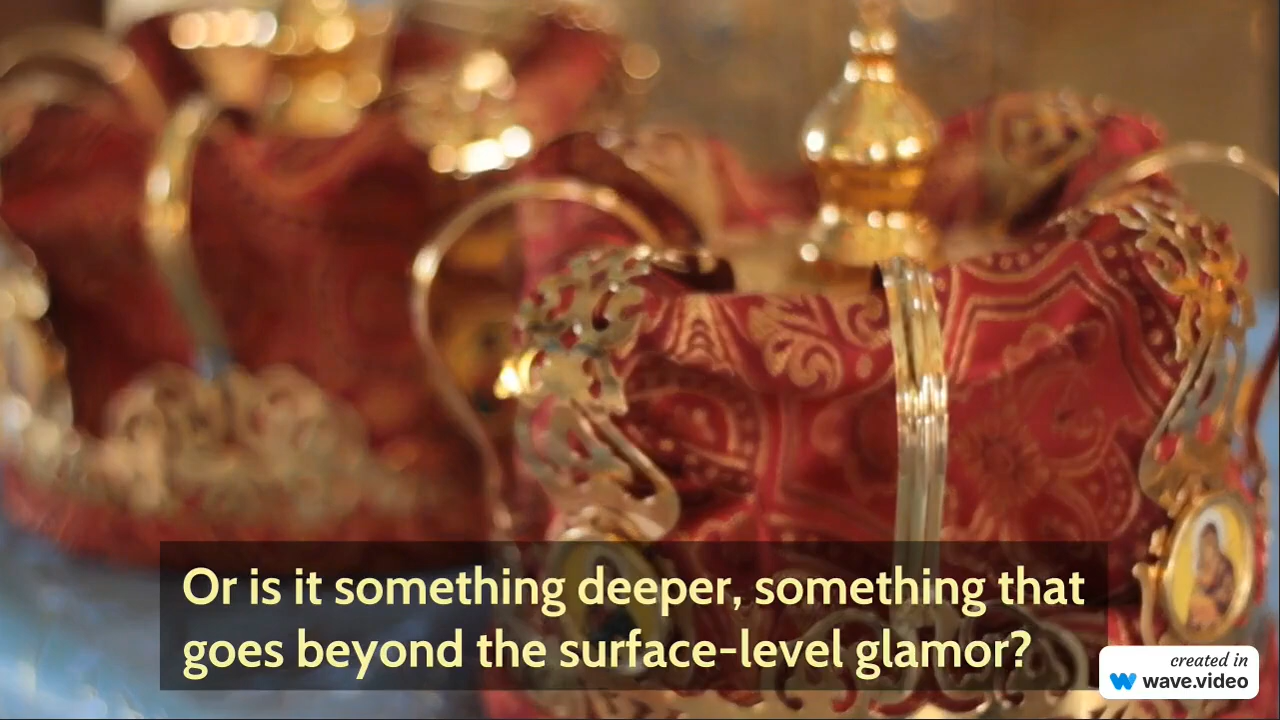 Or is it something deeper, something that
goes beyond the surface-level glamor?
created in
wave.video